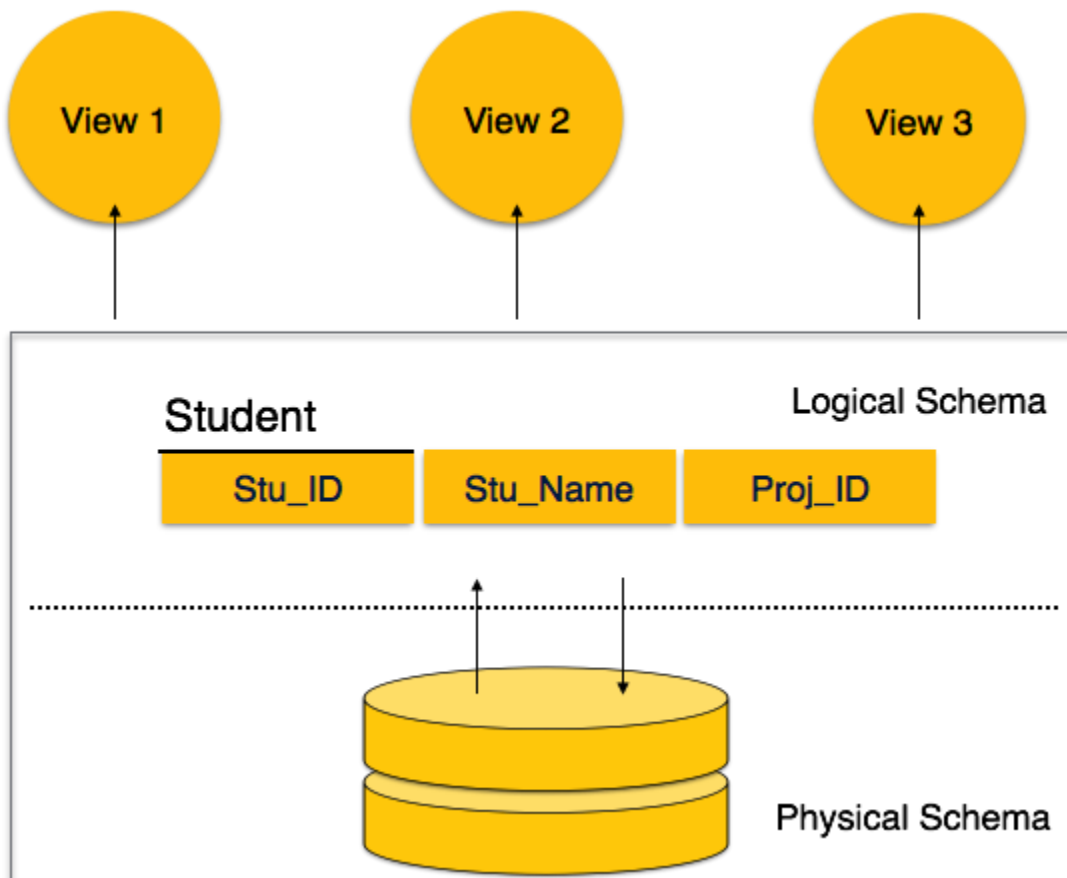 View 1
View 2
View 3
Logical Schema
Student
Stu_ID
Stu_Name
Proj_ID
Physical Schema